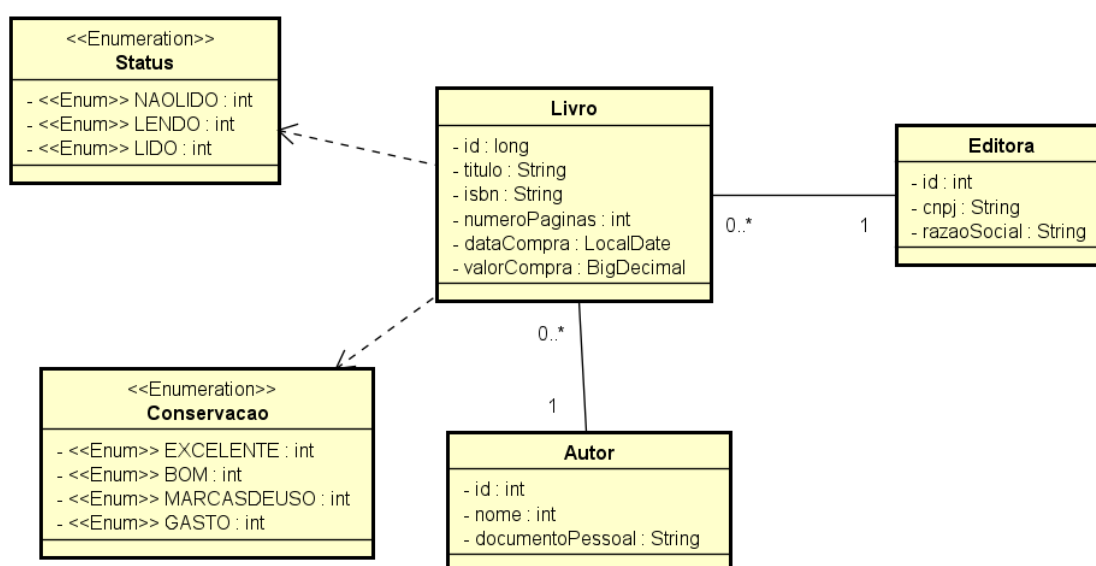 <<Enumeration>>
Status
- <<Enum>> NAOLIDO : int
- <<Enum>> LENDO : int
- <<Enum>> LIDO : int
Livro
- id : long
- titulo : String
- isbn : String
- numeroPaginas : int
- dataCompra : LocalDate
- valorCompra : BigDecimal
0..*
1
Editora
- id : int
- cnpj : String
- razaoSocial : String
0..*
1
<<Enumeration>>
Conservacao
- <<Enum>> EXCELENTE : int
- <<Enum>> BOM : int
- <<Enum>> MARCASDEUSO : int
- <<Enum>> GASTO : int
Autor
- id : int
- nome : int
- documentoPessoal : String